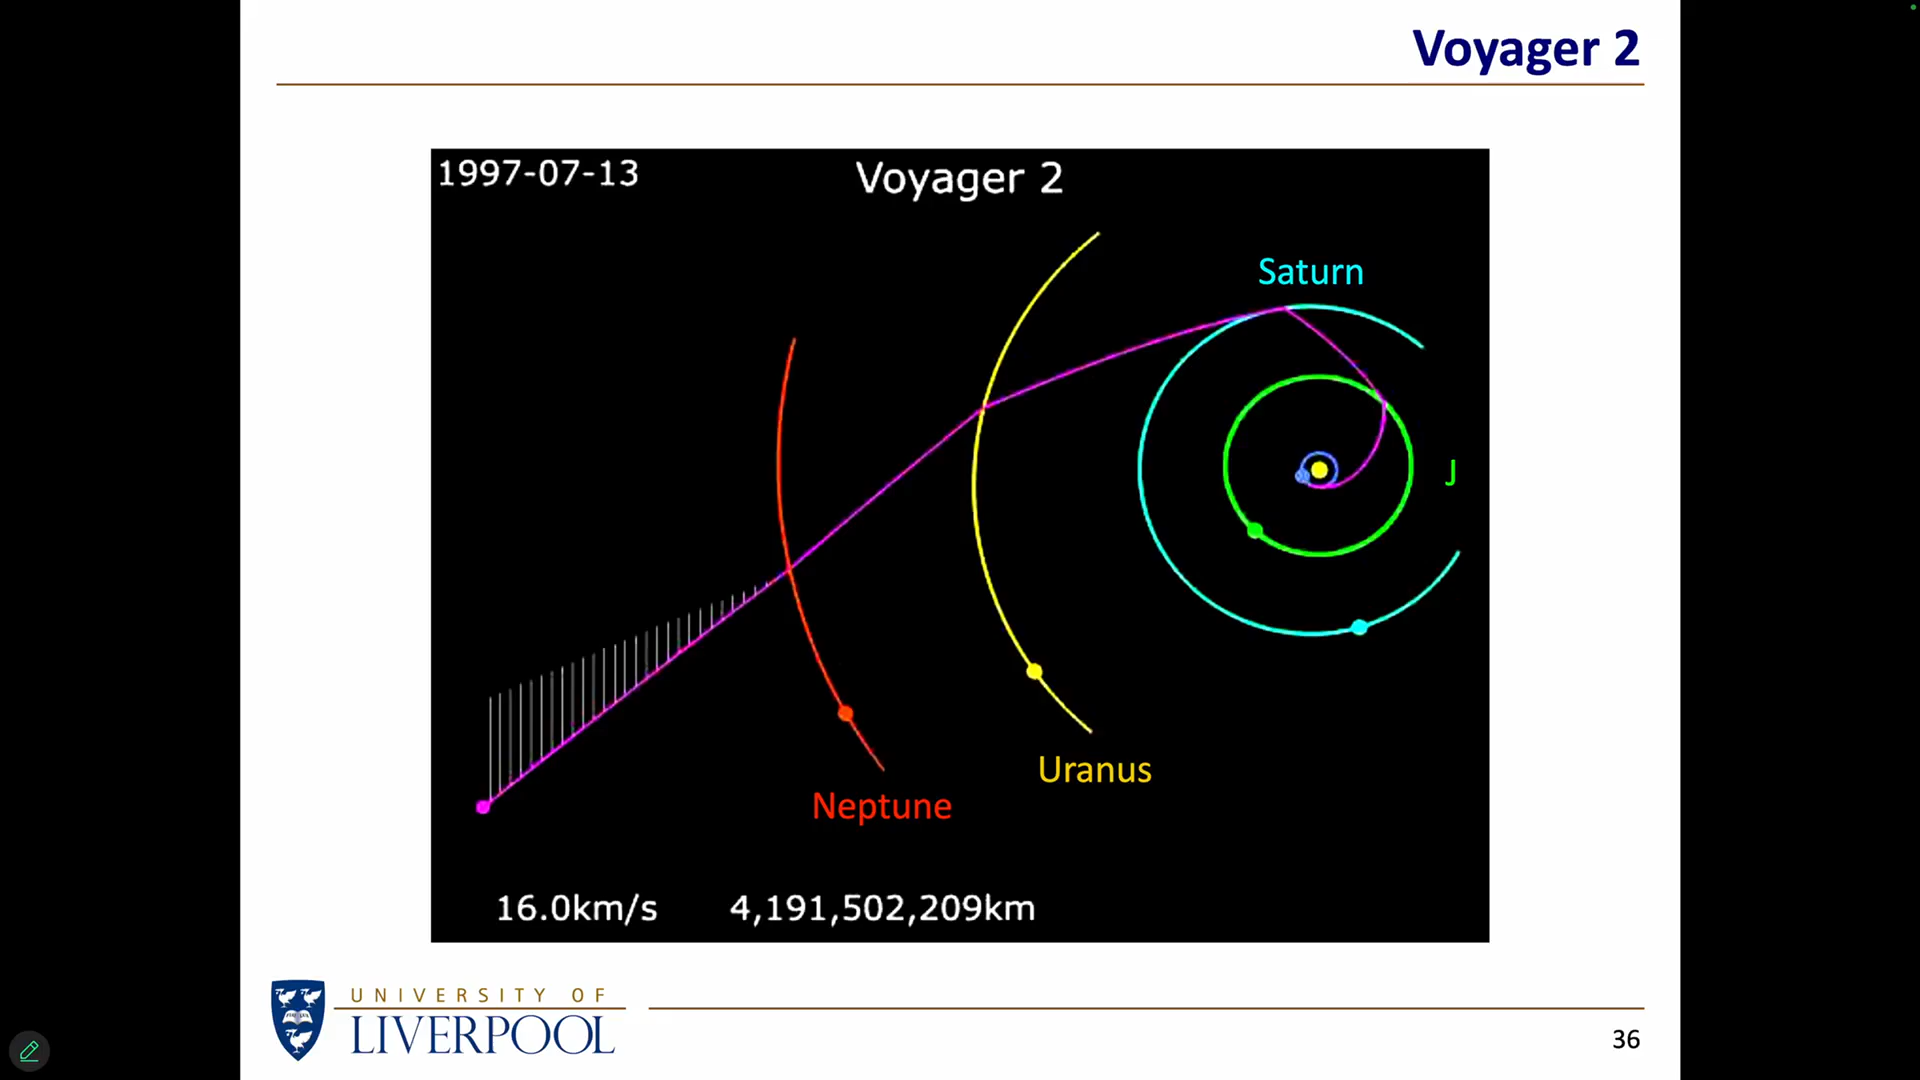 Voyager 2
1997-07-13
Voyager 2
Saturn
J
Uranus
Neptune
16.0km/s 4,191,502,209km
UNIVERSITY OF
LIVERPOOL
36